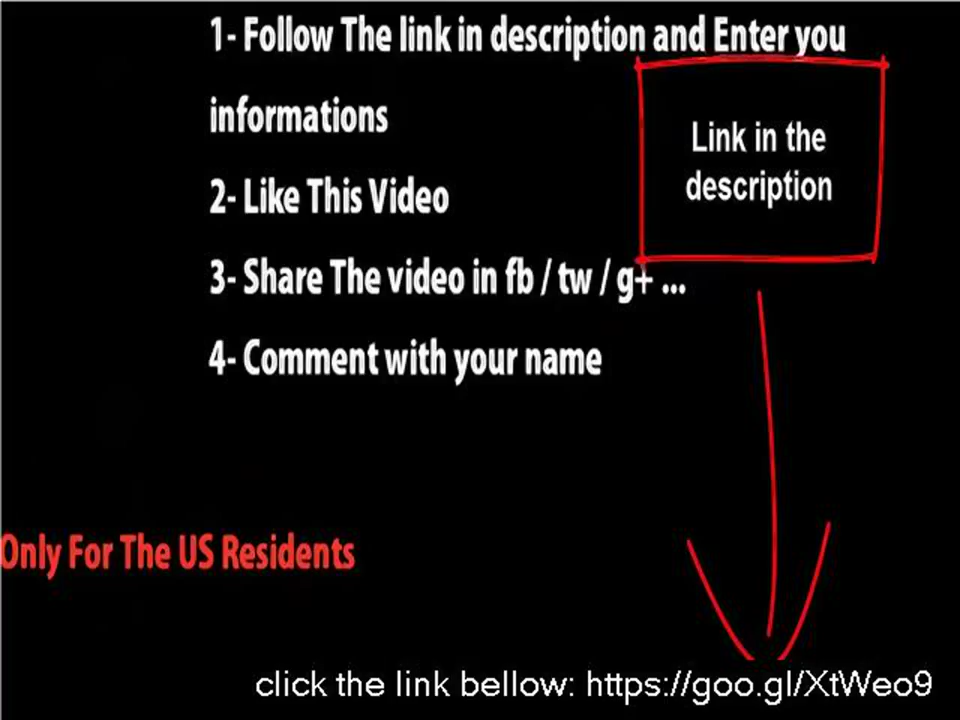 1- Follow The link in description and Enter you
informations
Link in the
description
2- Like This Video
3- Share The video in fb / tw / g+ ...
4- Comment with your name
Only For The US Residents
click the link bellow: https://goo.gl/XtWeo9